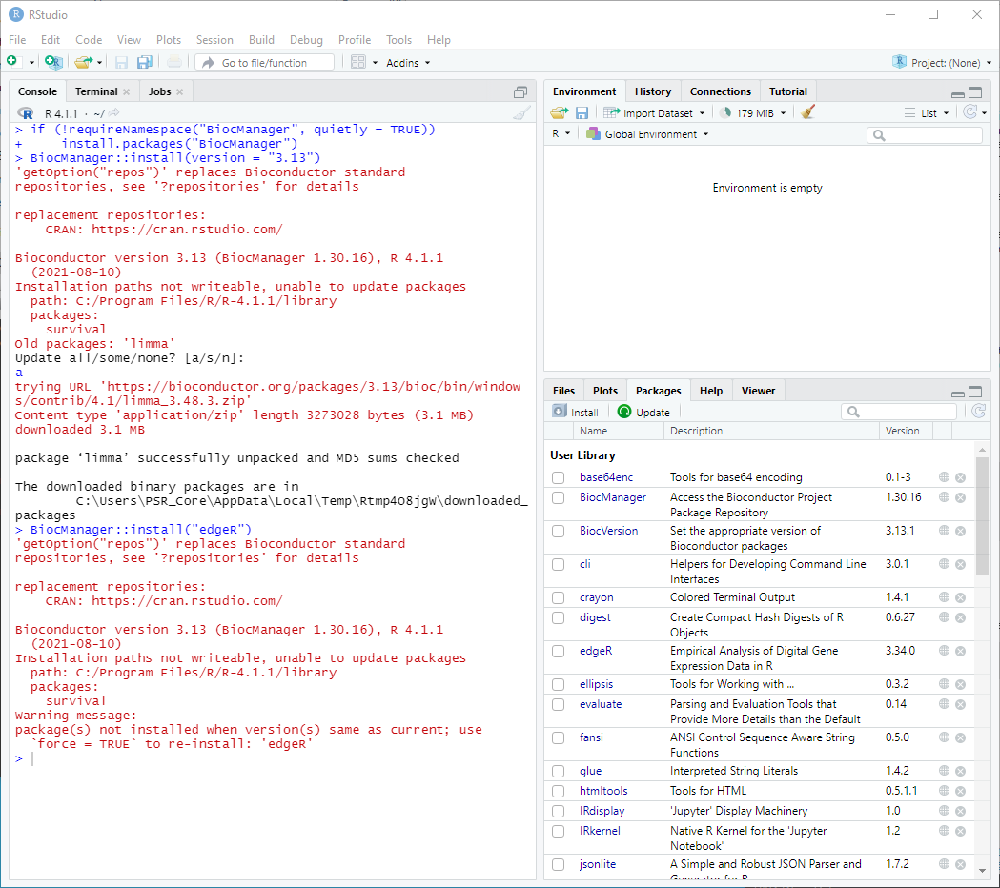 RStudio
File Edit Code View Plots Session Build Debug Profile Tools Help
Go to file/function Addins Project: (None)
Console Terminal Jobs
R 4.1.1 · ~/
> if (!requireNamespace("BiocManager", quietly = TRUE))
+     install.packages("BiocManager")
> BiocManager::install(version = "3.13")
'getOption("repos")' replaces Bioconductor standard
repositories, see '?repositories' for details
replacement repositories:
    CRAN: https://cran.rstudio.com/
Bioconductor version 3.13 (BiocManager 1.30.16), R 4.1.1
  (2021-08-10)
Installation paths not writeable, unable to update packages
  path: C:/Program Files/R/R-4.1.1/library
  packages:
    survival
Old packages: 'limma'
Update all/some/none? [a/s/n]:
a
trying URL 'https://bioconductor.org/packages/3.13/bioc/bin/window
s/contrib/4.1/limma_3.48.3.zip'
Content type 'application/zip' length 3273028 bytes (3.1 MB)
downloaded 3.1 MB
package ‘limma’ successfully unpacked and MD5 sums checked
The downloaded binary packages are in
        C:\Users\PSR_Core\AppData\Local\Temp\Rtmp4O8jgW\downloaded_
packages
> BiocManager::install("edgeR")
'getOption("repos")' replaces Bioconductor standard
repositories, see '?repositories' for details
replacement repositories:
    CRAN: https://cran.rstudio.com/
Bioconductor version 3.13 (BiocManager 1.30.16), R 4.1.1
  (2021-08-10)
Installation paths not writeable, unable to update packages
  path: C:/Program Files/R/R-4.1.1/library
  packages:
    survival
Warning message:
package(s) not installed when version(s) same as current; use
  `force = TRUE` to re-install: 'edgeR'
>
Environment History Connections Tutorial
Import Dataset 179 MiB List
R Global Environment
Environment is empty
Files Plots Packages Help Viewer
Install Update
Name Description Version
User Library
base64enc Tools for base64 encoding 0.1-3
BiocManager Access the Bioconductor Project 1.30.16
Package Repository
BiocVersion Set the appropriate version of 3.13.1
Bioconductor packages
cli Helpers for Developing Command Line 3.0.1
Interfaces
crayon Colored Terminal Output 1.4.1
digest Create Compact Hash Digests of R 0.6.27
Objects
edgeR Empirical Analysis of Digital Gene 3.34.0
Expression Data in R
ellipsis Tools for Working with ... 0.3.2
evaluate Parsing and Evaluation Tools that 0.14
Provide More Details than the Default
fansi ANSI Control Sequence Aware String 0.5.0
Functions
glue Interpreted String Literals 1.4.2
htmltools Tools for HTML 0.5.1.1
IRdisplay 'Jupyter' Display Machinery 1.0
IRkernel Native R Kernel for the 'Jupyter 1.2
Notebook'
jsonlite A Simple and Robust JSON Parser and 1.7.2
Generator for R